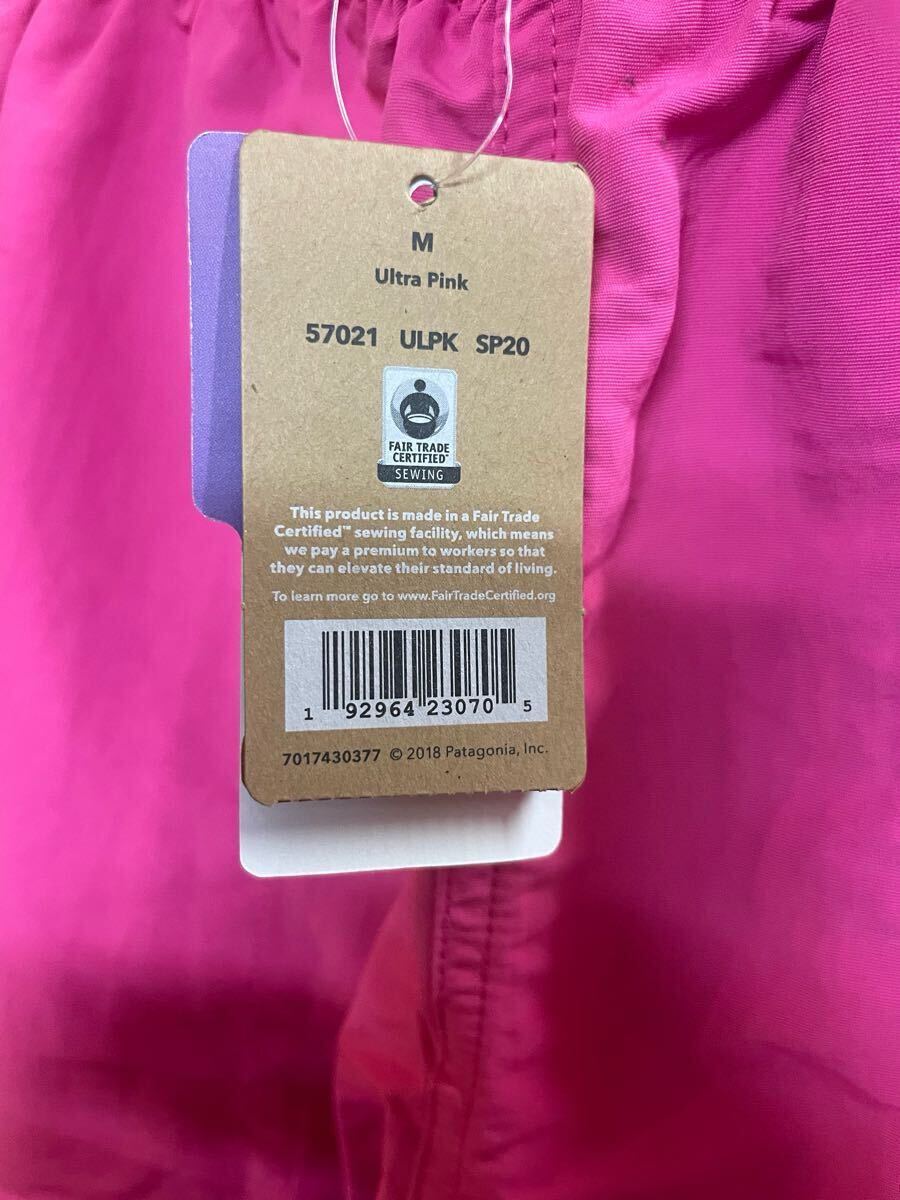 M
Ultra Pink
57021 ULPK SP20
FAIR TRADE
CERTIFIED™
SEWING
This product is made in a Fair Trade
Certified™ sewing facility, which means
we pay a premium to workers so that
they can elevate their standard of living.
To learn more go to www.FairTradeCertified.org
1 92964 23070 5
7017430377 © 2018 Patagonia, Inc.